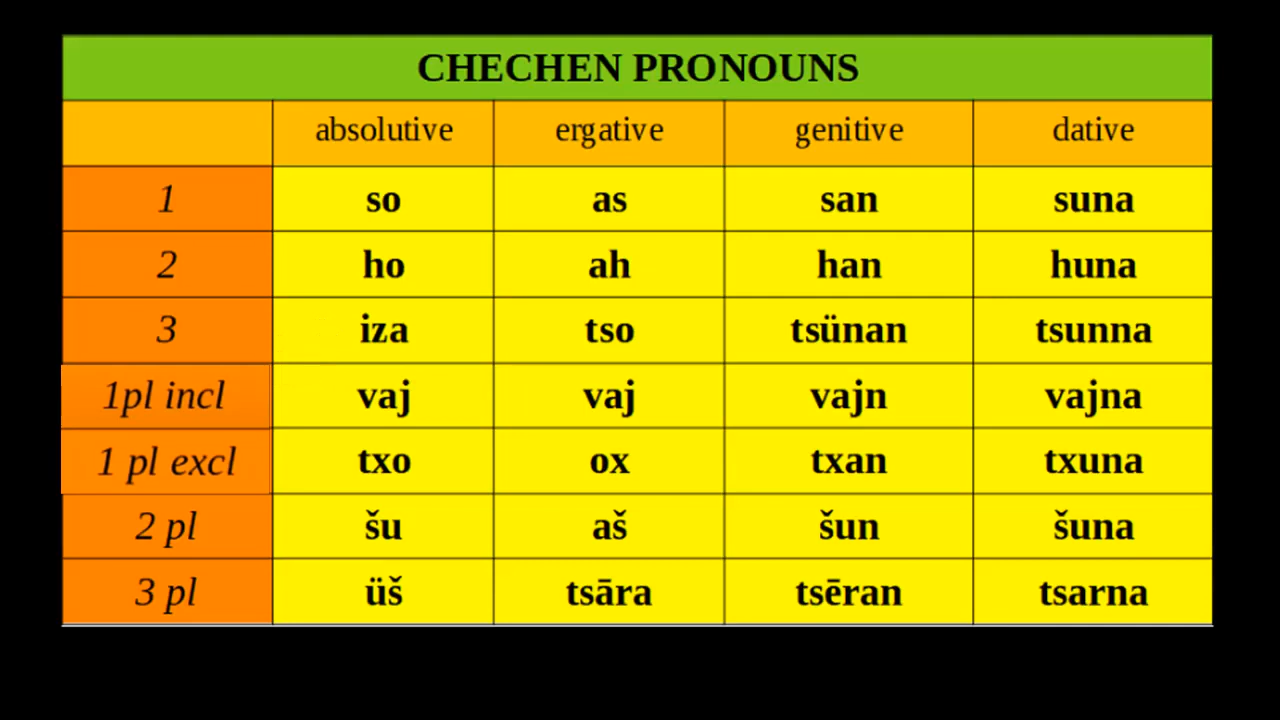 CHECHEN PRONOUNS
absolutive ergative genitive dative
1 so as san suna
2 ho ah han huna
3 iza tso tsünan tsunna
1pl incl vaj vaj vajn vajna
1 pl excl txo ox txan txuna
2 pl šu aš šun šuna
3 pl üš tsāra tsēran tsarna